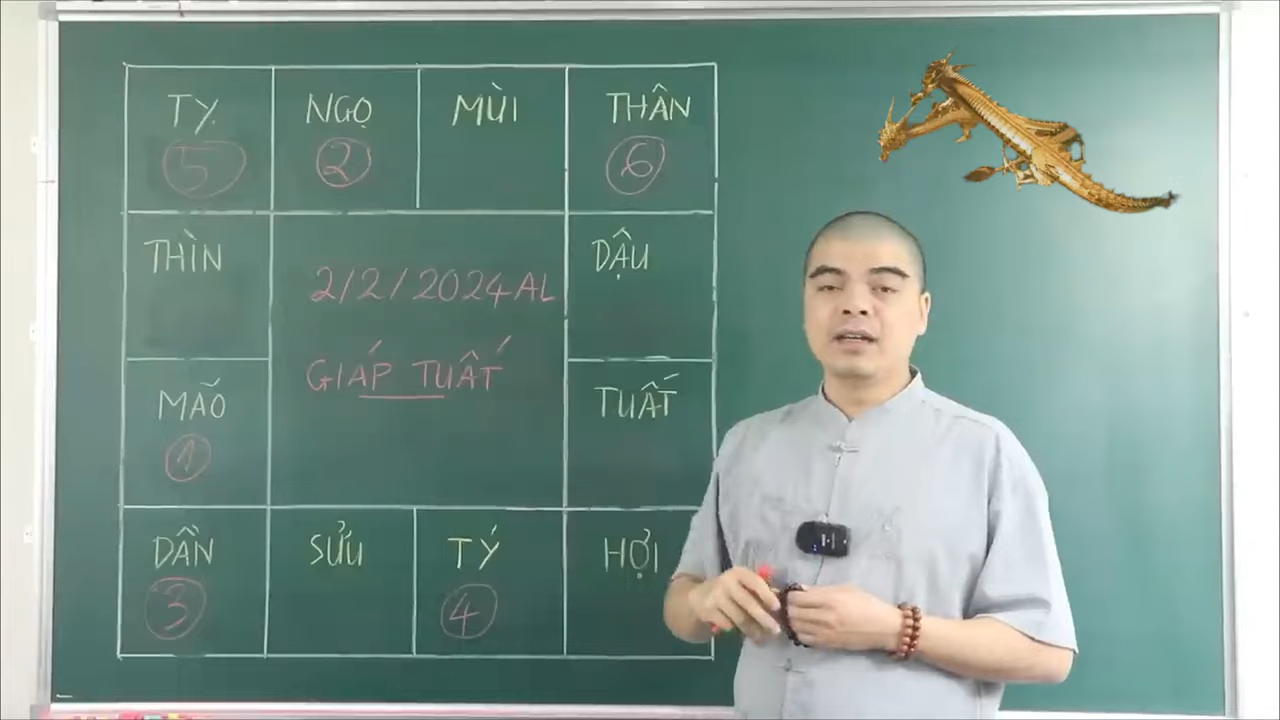 TỴ NGỌ MÙI THÂN
5 2 6
THÌN DẬU
2/2/2024 AL
GIÁP TUẤT
MÃO TUẤT
1
DẦN SỬU TÝ HỢI
3 4